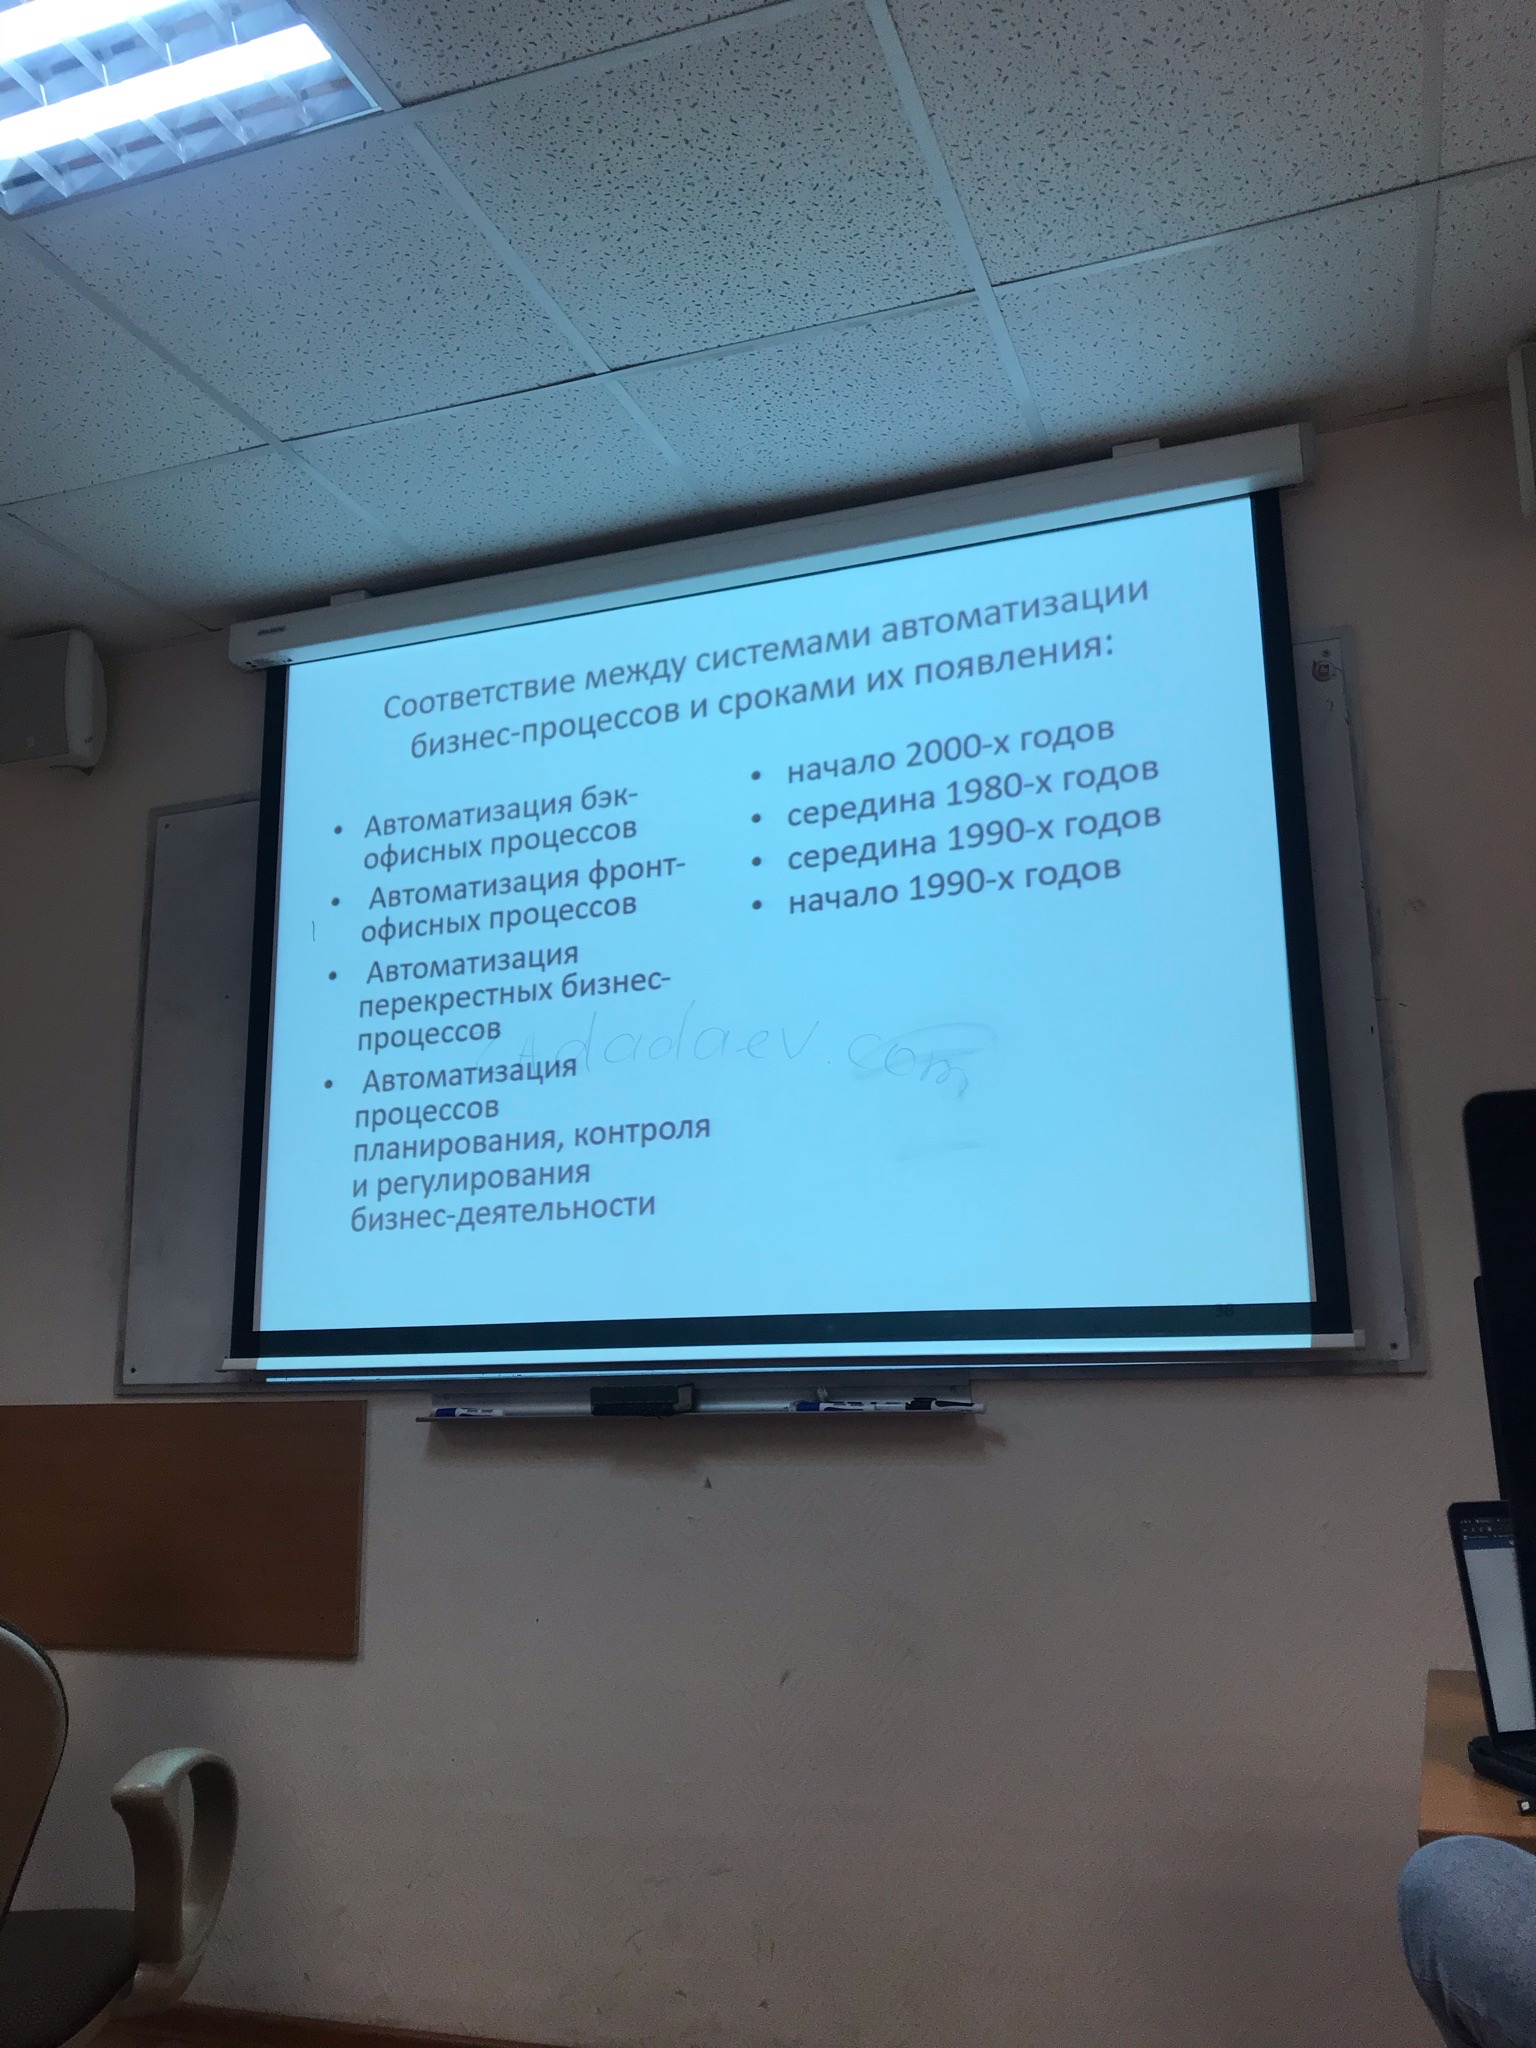 Соответствие между системами автоматизации
бизнес-процессов и сроками их появления:
• Автоматизация бэк-
офисных процессов
• Автоматизация фронт-
офисных процессов
• Автоматизация
перекрестных бизнес-
процессов
• Автоматизация
процессов
планирования, контроля
и регулирования
бизнес-деятельности
• начало 2000-х годов
• середина 1980-х годов
• середина 1990-х годов
• начало 1990-х годов
Adadaev.com
38